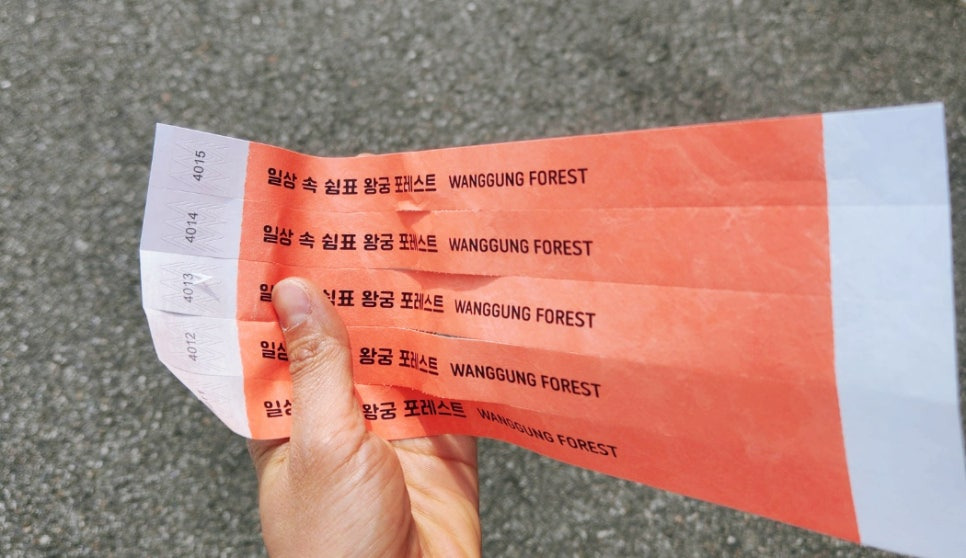 4015 일상 속 쉼표 왕궁 포레스트 WANGGUNG FOREST
4014 일상 속 쉼표 왕궁 포레스트 WANGGUNG FOREST
4013 왕궁 포레스트 WANGGUNG FOREST
4012 왕궁 포레스트 WANGGUNG FOREST
왕궁 포레스트 WANGGUNG FOREST